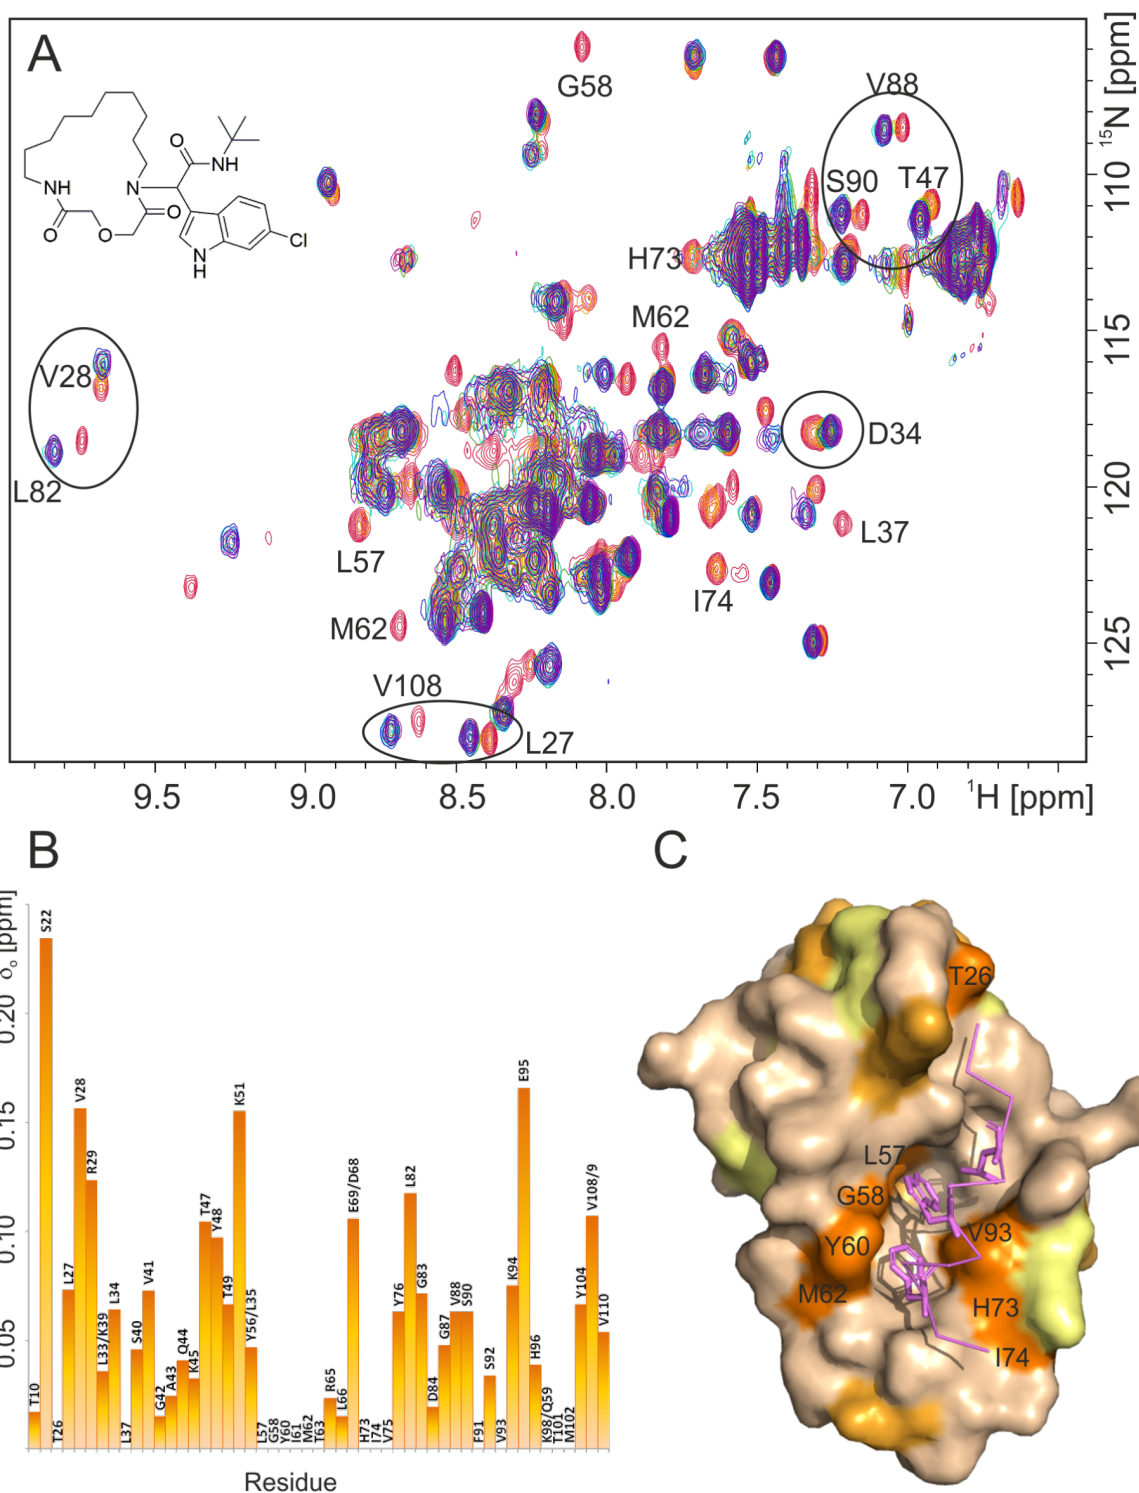 A
G58
V88
¹⁵N [ppm]
110
S90
T47
H73
M62
115
V28
D34
L82
120
L57
L37
I74
M62
125
V108
L27
9.5
9.0
8.5
8.0
7.5
7.0
¹H [ppm]
O
NH
NH
N
O
O
O
N
H
Cl
B
C
δₒ [ppm]
0.20
0.15
0.10
0.05
T10
S22
T26
L27
V28
R29
L33/K39
L34
L37
S40
V41
G42
A43
Q44
K45
T47
Y48
T49
K51
Y56/L35
L57
G58
Y60
I61
M62
T63
R65
L66
E69/D68
H73
I74
V75
Y76
L82
G83
D84
G87
V88
S90
F91
S92
V93
K94
E95
H96
K98/Q59
T101
M102
Y104
V108/9
V110
Residue
T26
L57
G58
Y60
V93
M62
H73
I74